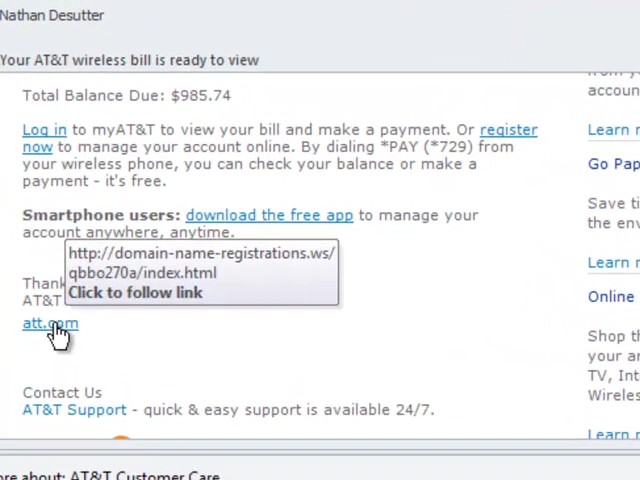 Nathan Desutter
Your AT&T wireless bill is ready to view
Total Balance Due: $985.74
Log in to myAT&T to view your bill and make a payment. Or register
now to manage your account online. By dialing *PAY (*729) from
your wireless phone, you can check your balance or make a
payment - it's free.
Smartphone users: download the free app to manage your
account anywhere, anytime.
http://domain-name-registrations.ws/
qbbo270a/index.html
Click to follow link
Thank
AT&T
att.com
Contact Us
AT&T Support - quick & easy support is available 24/7.
accoun
Learn
Go Pap
Save ti
the env
Learn
Online
Shop th
your a
TV, Int
Wireles
Learn
ore about: AT&T Customer Care